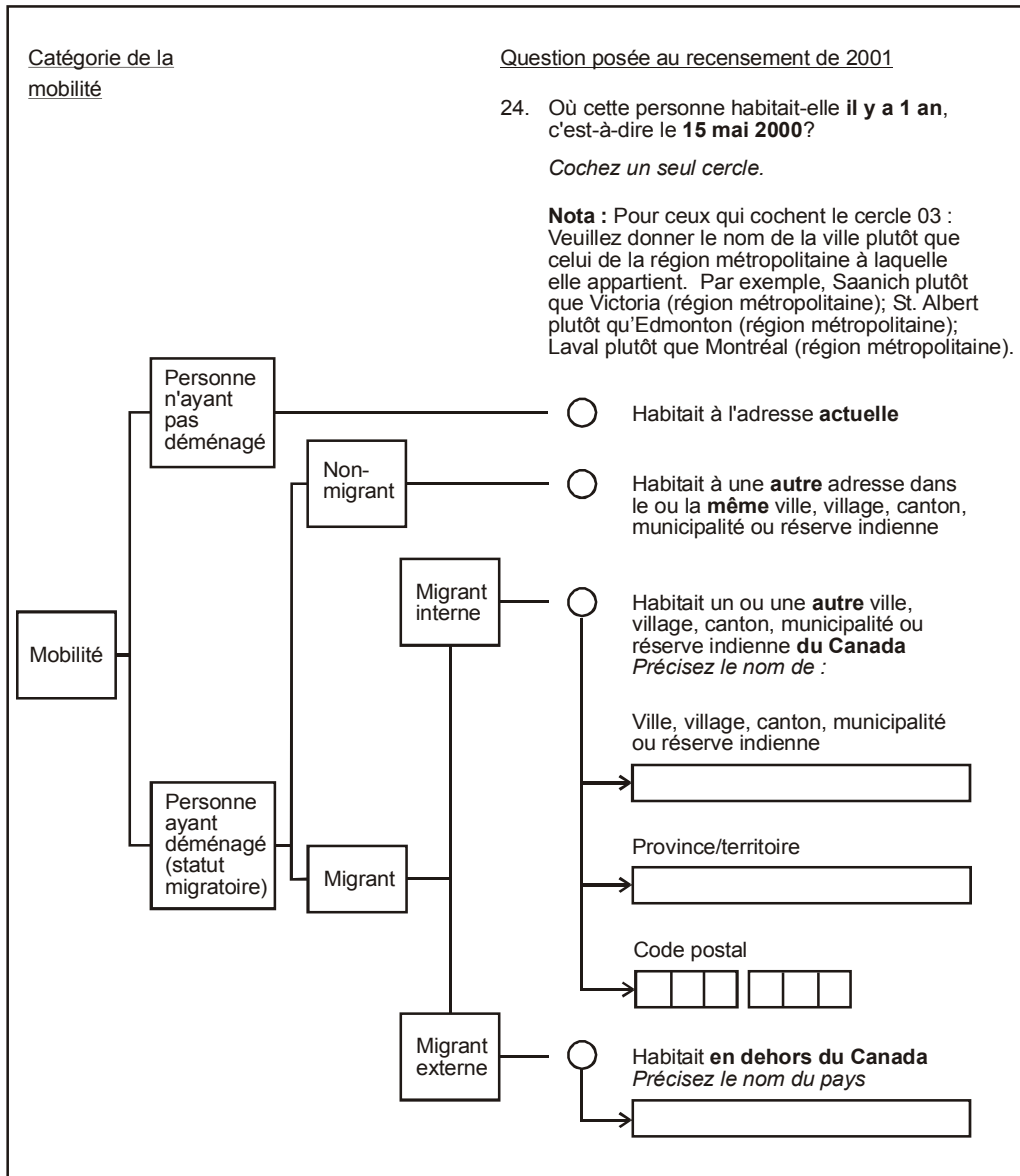 Catégorie de la
mobilité
Question posée au recensement de 2001
24. Où cette personne habitait-elle il y a 1 an,
c'est-à-dire le 15 mai 2000?
Cochez un seul cercle.
Nota : Pour ceux qui cochent le cercle 03 :
Veuillez donner le nom de la ville plutôt que
celui de la région métropolitaine à laquelle
elle appartient. Par exemple, Saanich plutôt
que Victoria (région métropolitaine); St. Albert
plutôt qu’Edmonton (région métropolitaine);
Laval plutôt que Montréal (région métropolitaine).
Personne
n'ayant
pas
déménagé
Habitait à l'adresse actuelle
Non-
migrant
Habitait à une autre adresse dans
le ou la même ville, village, canton,
municipalité ou réserve indienne
Migrant
interne
Habitait un ou une autre ville,
village, canton, municipalité ou
réserve indienne du Canada
Précisez le nom de :
Mobilité
Ville, village, canton, municipalité
ou réserve indienne
Personne
ayant
déménagé
(statut
migratoire)
Migrant
Province/territoire
Code postal
Migrant
externe
Habitait en dehors du Canada
Précisez le nom du pays